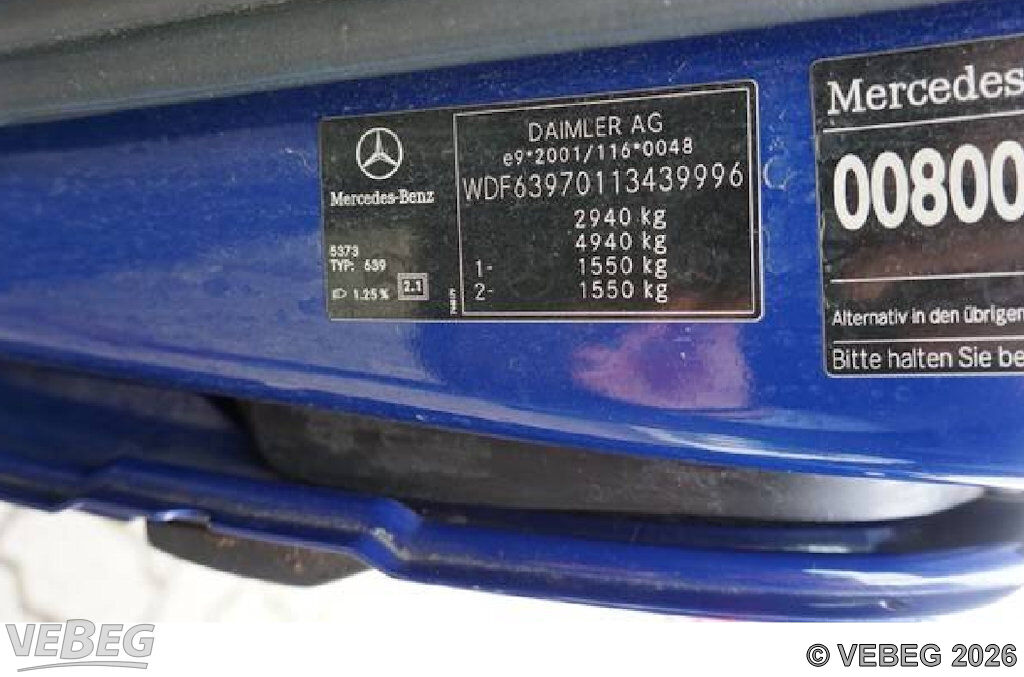 Mercedes-Benz
5373
TYP: 639
1.25 %
2.1
DAIMLER AG
e9*2001/116*0048
WDF63970113439996
2940 kg
4940 kg
1- 1550 kg
2- 1550 kg
Mercedes
00800
Alternativ in den übrigen
Bitte halten Sie be
VEBEG
© VEBEG 2026